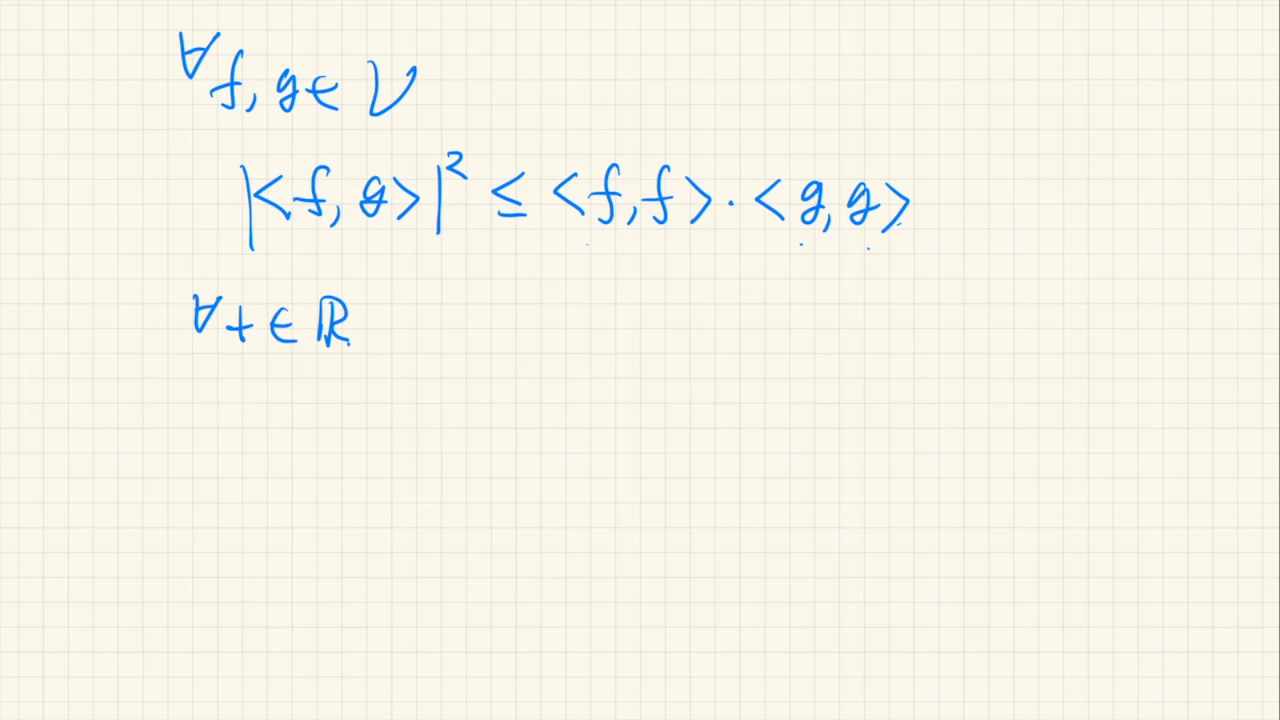 ∀f, g ∈ V
|<f, g>|² ≤ <f,f> · <g,g>
∀t ∈ ℝ